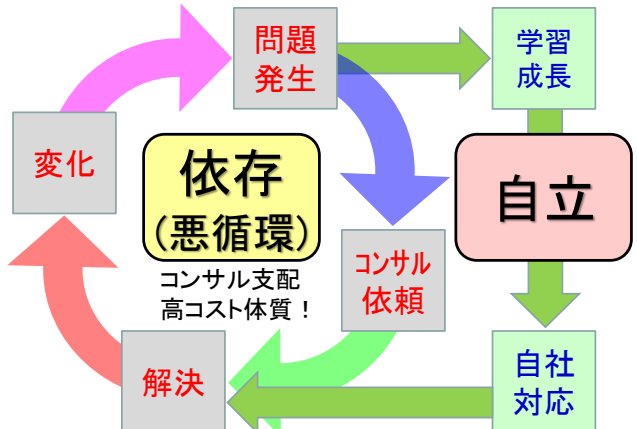 問題
発生
学習
成長
変化
依存
(悪循環)
コンサル支配
高コスト体質！
自立
コンサル
依頼
解決
自社
対応